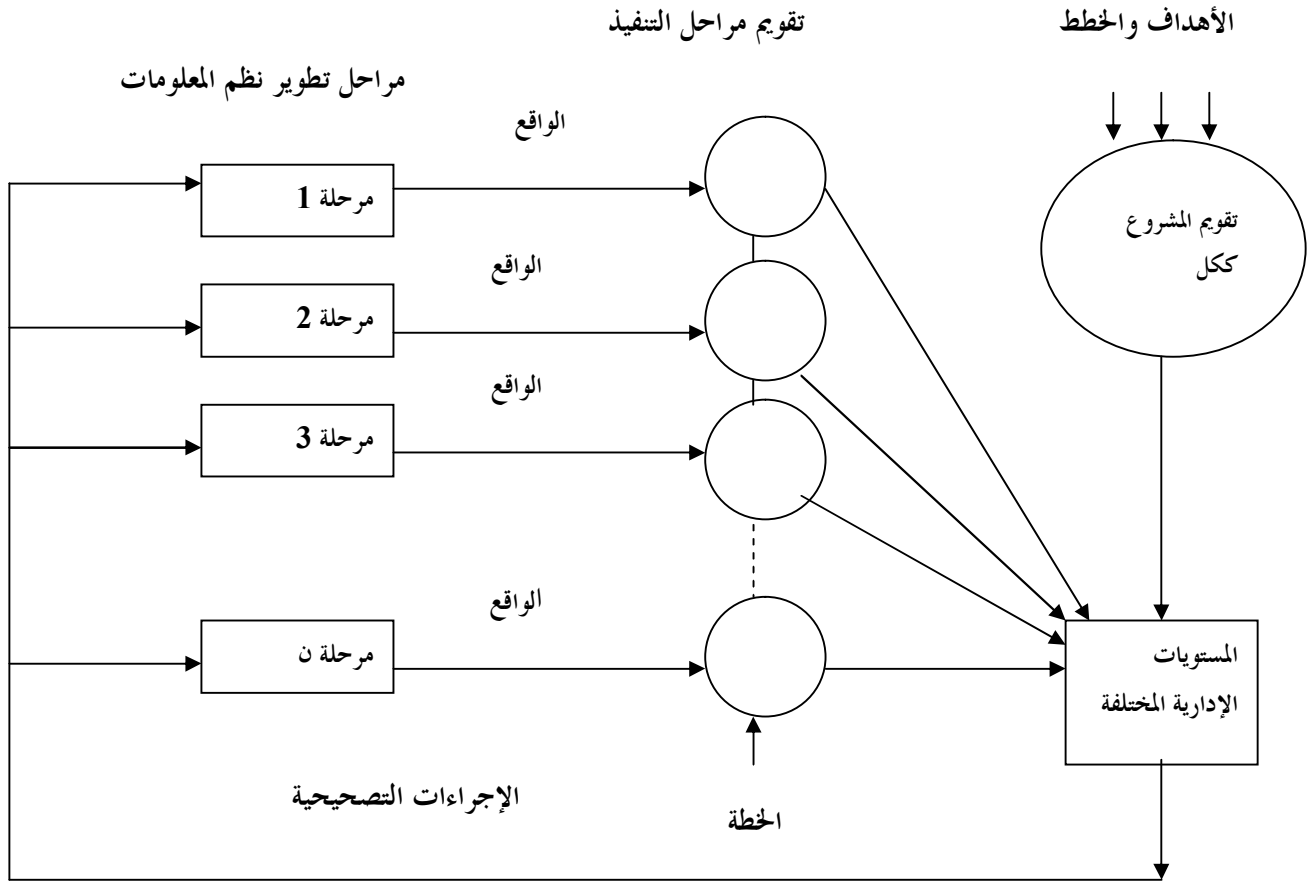 الأهداف والخطط
تقويم مراحل التنفيذ
مراحل تطوير نظم المعلومات
الواقع
مرحلة 1
تقويم المشروع
ككل
الواقع
مرحلة 2
الواقع
مرحلة 3
الواقع
مرحلة ن
المستويات
الإدارية المختلفة
الإجراءات التصحيحية
الخطة